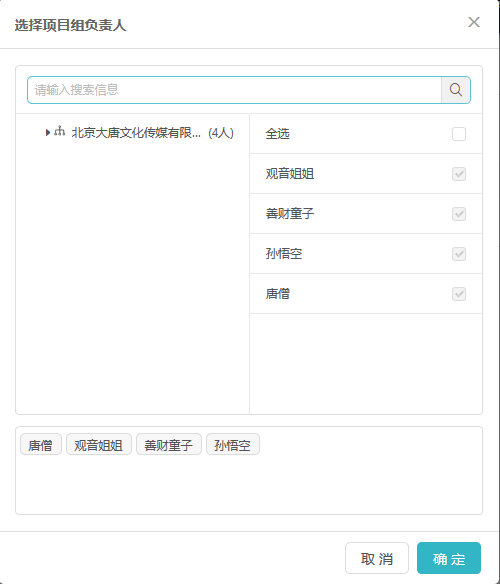 选择项目组负责人
请输入搜索信息
北京大唐文化传媒有限... (4人)
全选
观音姐姐
善财童子
孙悟空
唐僧
唐僧 观音姐姐 善财童子 孙悟空
取消 确定